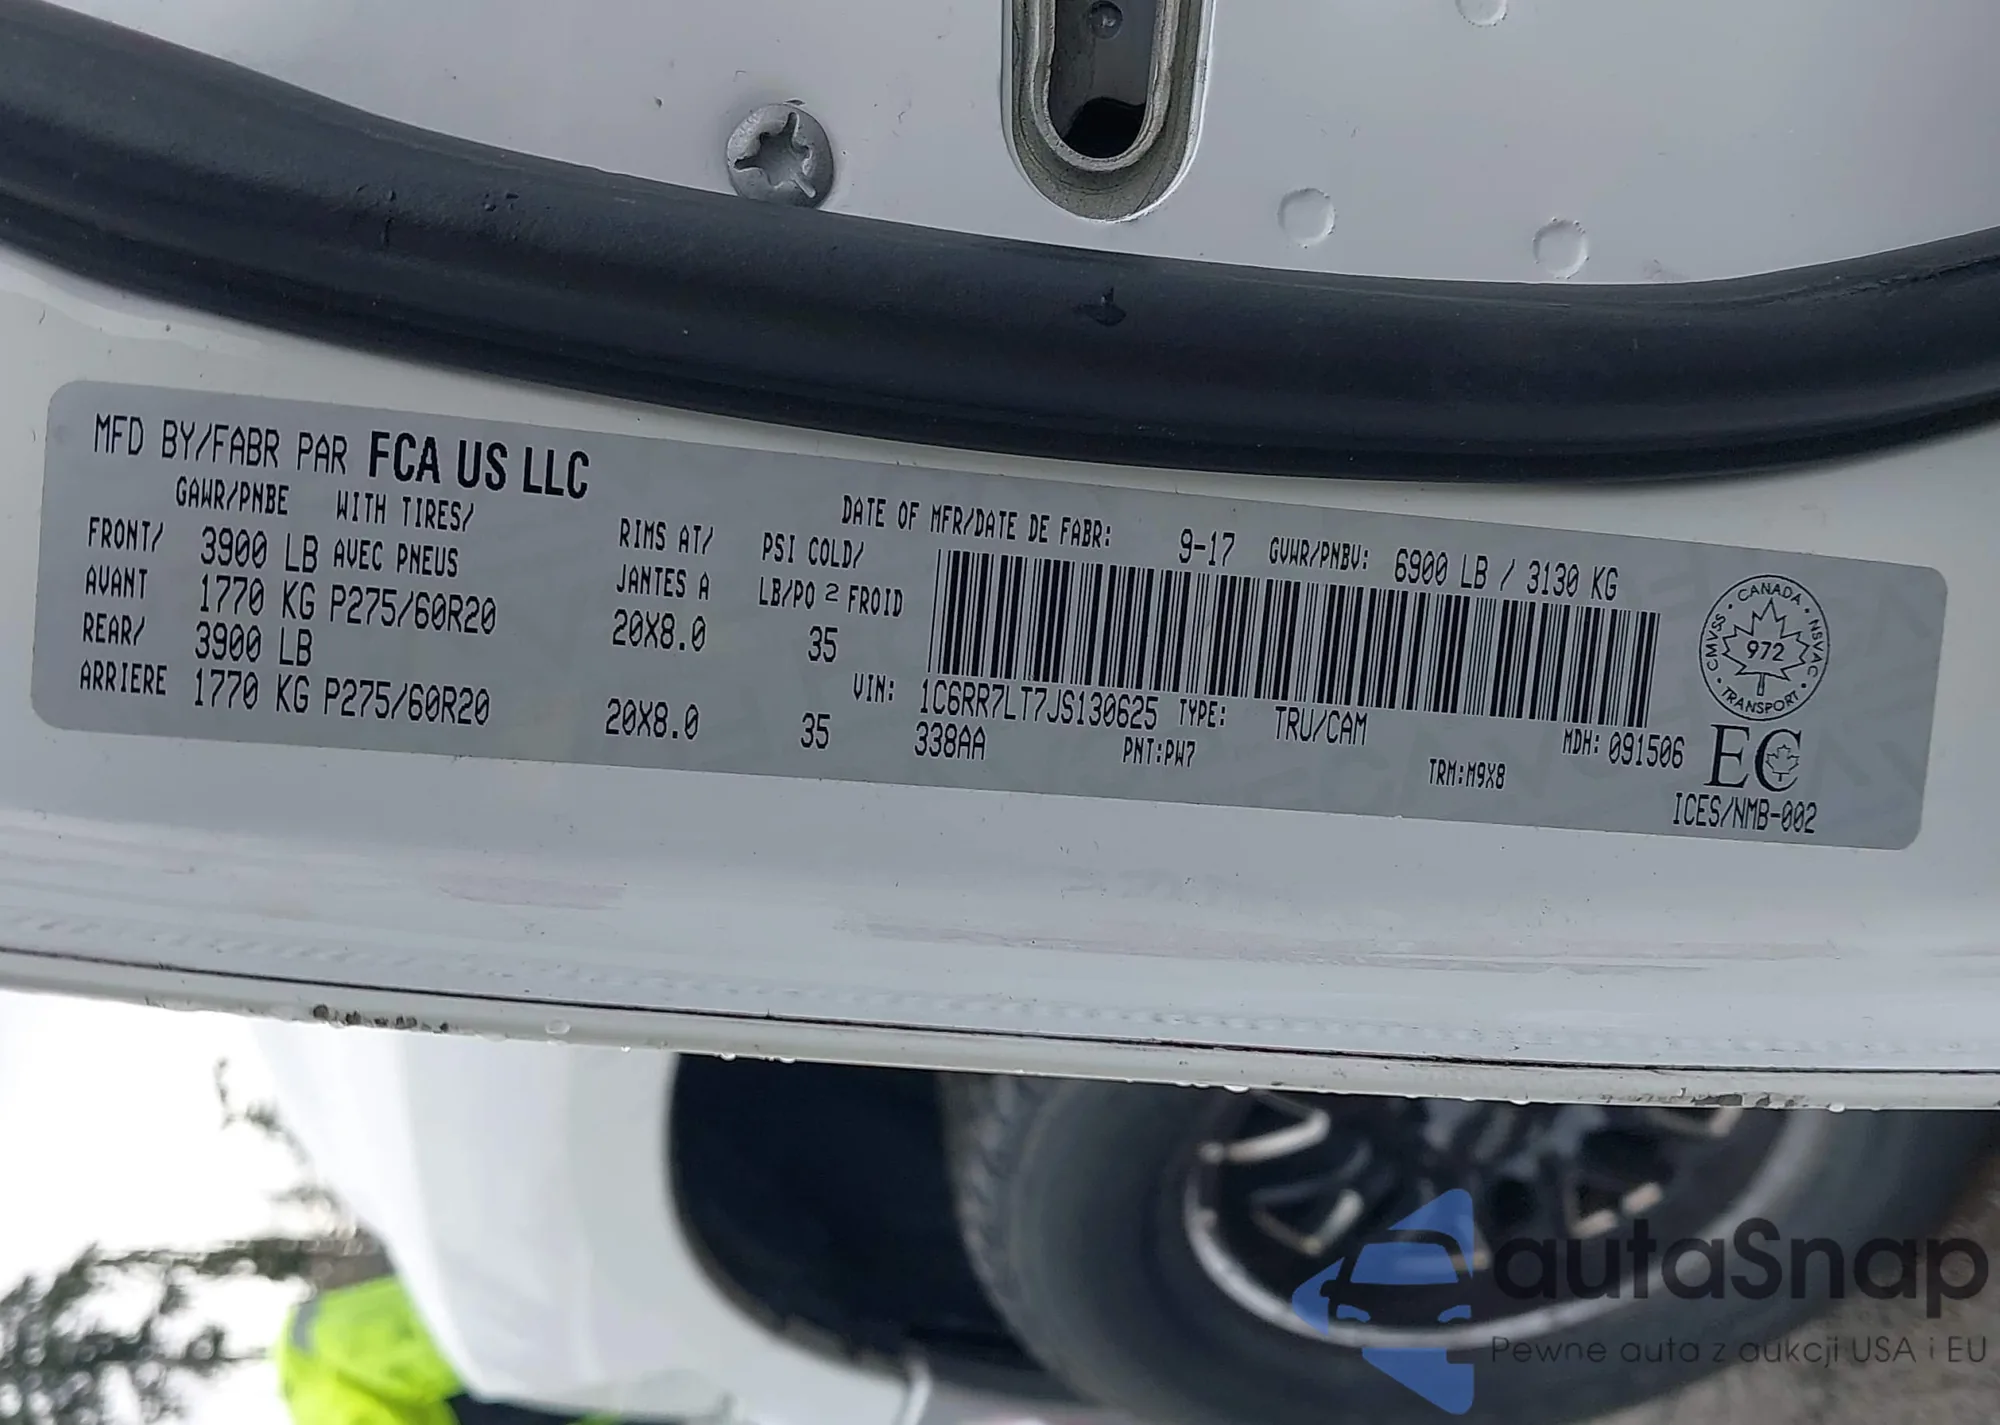 MFD BY/FABR PAR FCA US LLC
DATE OF MFR/DATE DE FABR: 9-17 GVWR/PNBV: 6900 LB / 3130 KG
GAWR/PNBE WITH TIRES/ RIMS AT/ PSI COLD/
FRONT/ 3900 LB AVEC PNEUS JANTES A LB/PO 2 FROID
AVANT 1770 KG P275/60R20 20X8.0 35
REAR/ 3900 LB
ARRIERE 1770 KG P275/60R20 20X8.0 35
VIN: 1C6RR7LT7JS130625 TYPE: TRU/CAM MDH: 091506
338AA PNT:PW7 TRM:M9X8
CANADA • NSVAC • TRANSPORT • CMVSS •
972
EC
ICES/NMB-002
autaSnap
Pewne auta z aukcji USA i EU